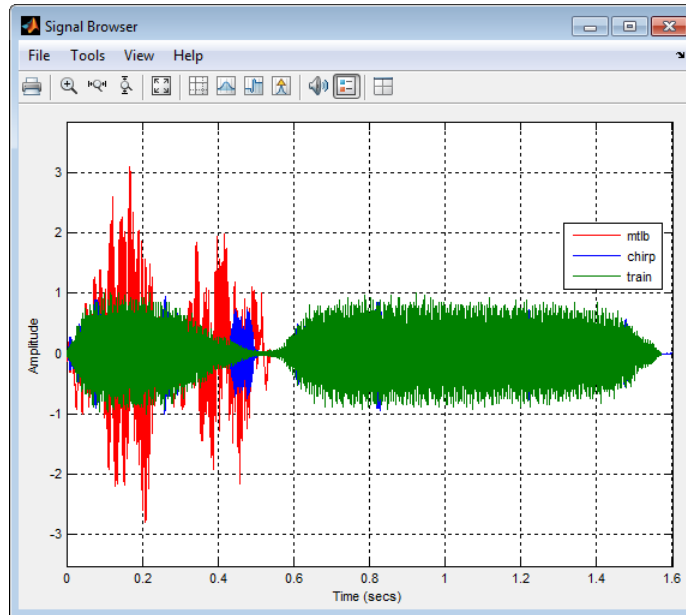 Signal Browser
File Tools View Help
3
2
1
0
-1
-2
-3
Amplitude
mtlb
chirp
train
0 0.2 0.4 0.6 0.8 1 1.2 1.4 1.6
Time (secs)